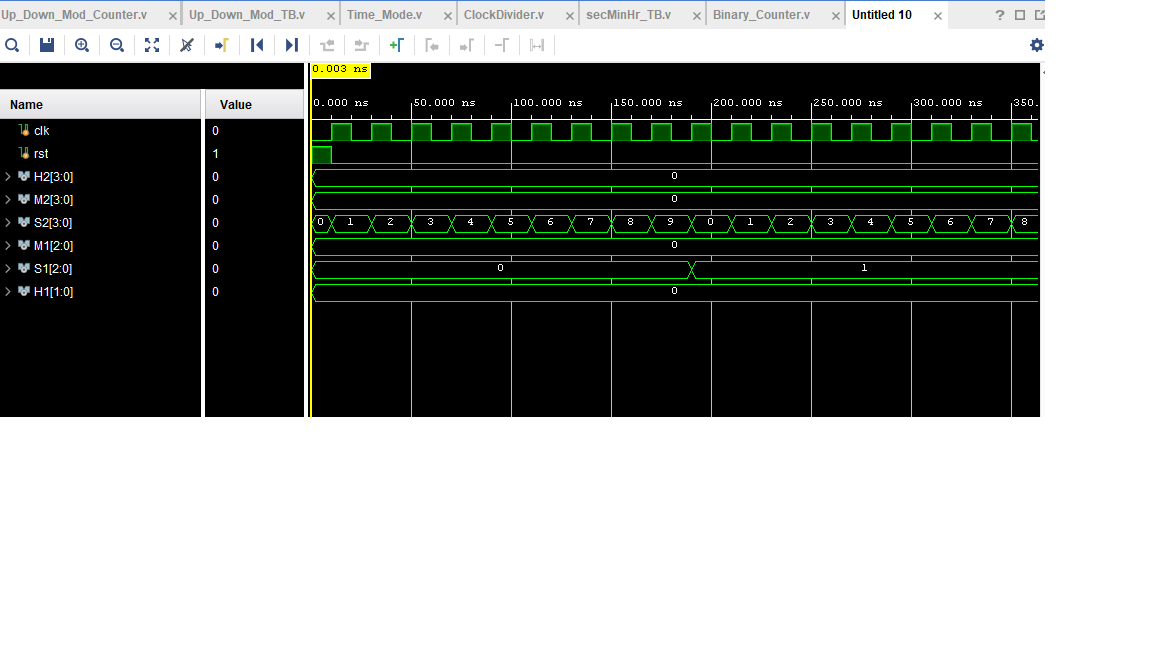 Up_Down_Mod_Counter.v Up_Down_Mod_TB.v Time_Mode.v ClockDivider.v secMinHr_TB.v Binary_Counter.v Untitled 10
0.003 ns
Name Value 0.000 ns 50.000 ns 100.000 ns 150.000 ns 200.000 ns 250.000 ns 300.000 ns 350.
clk 0
rst 1
H2[3:0] 0 0
M2[3:0] 0 0
S2[3:0] 0 0 1 2 3 4 5 6 7 8 9 0 1 2 3 4 5 6 7 8
M1[2:0] 0 0
S1[2:0] 0 0 1
H1[1:0] 0 0